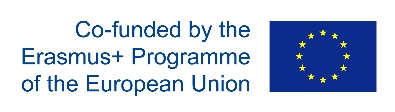 Co-funded by the
Erasmus+ Programme
of the European Union